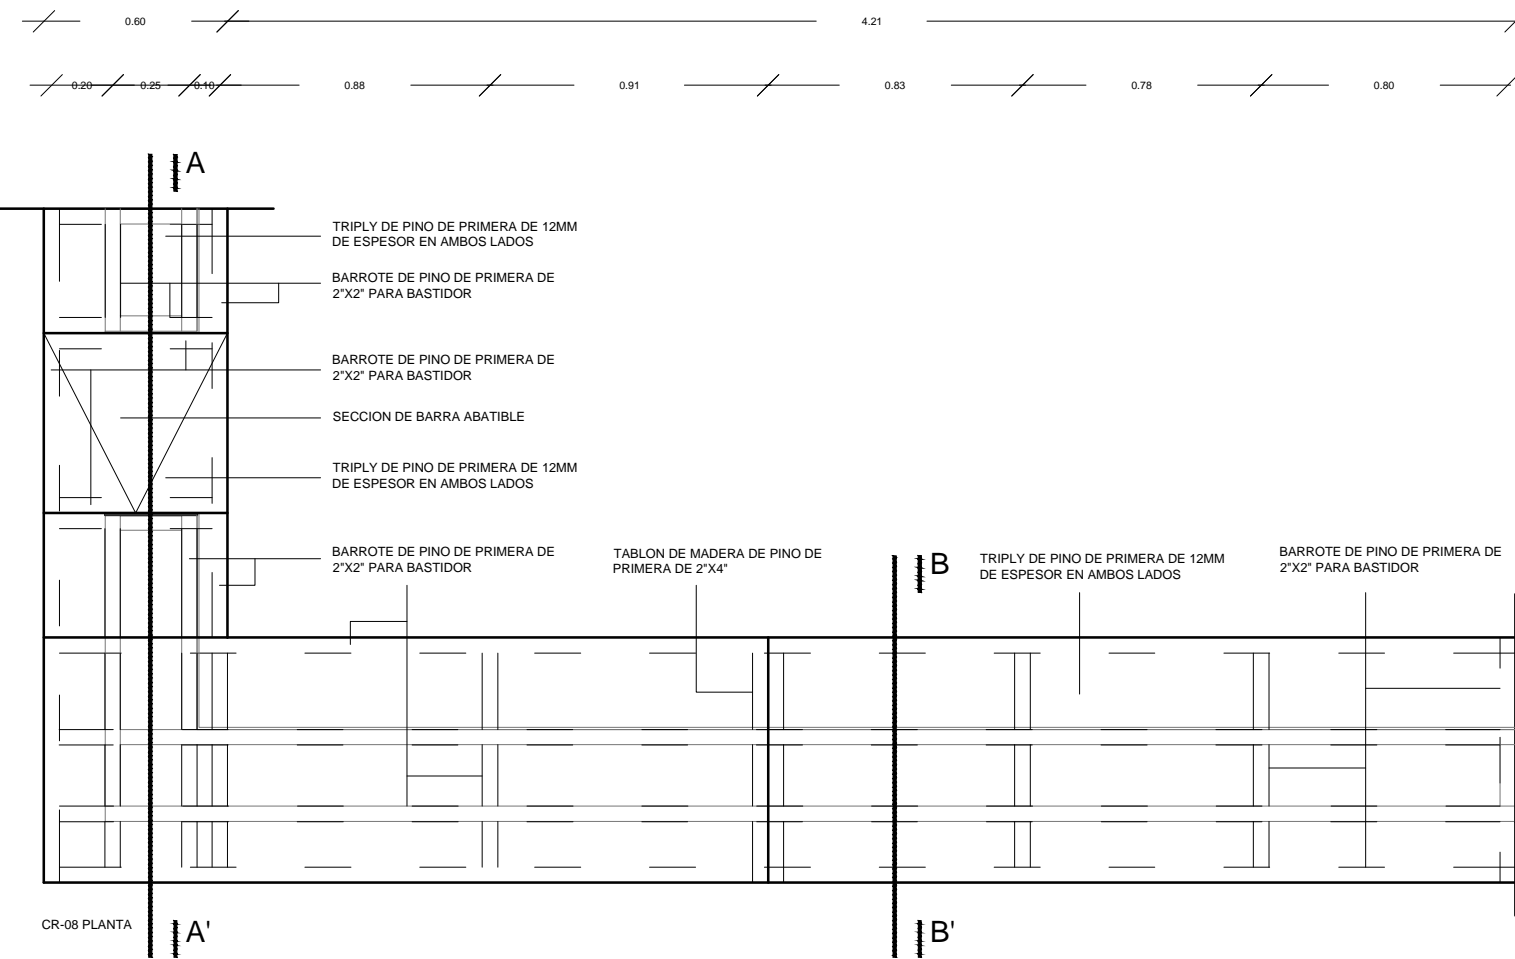 0.60
4.21
0.20
0.25
0.10
0.88
0.91
0.83
0.78
0.80
A
TRIPLY DE PINO DE PRIMERA DE 12MM
DE ESPESOR EN AMBOS LADOS
BARROTE DE PINO DE PRIMERA DE
2"X2" PARA BASTIDOR
BARROTE DE PINO DE PRIMERA DE
2"X2" PARA BASTIDOR
SECCION DE BARRA ABATIBLE
TRIPLY DE PINO DE PRIMERA DE 12MM
DE ESPESOR EN AMBOS LADOS
BARROTE DE PINO DE PRIMERA DE
2"X2" PARA BASTIDOR
TABLON DE MADERA DE PINO DE
PRIMERA DE 2"X4"
B
TRIPLY DE PINO DE PRIMERA DE 12MM
DE ESPESOR EN AMBOS LADOS
BARROTE DE PINO DE PRIMERA DE
2"X2" PARA BASTIDOR
CR-08 PLANTA
A'
B'